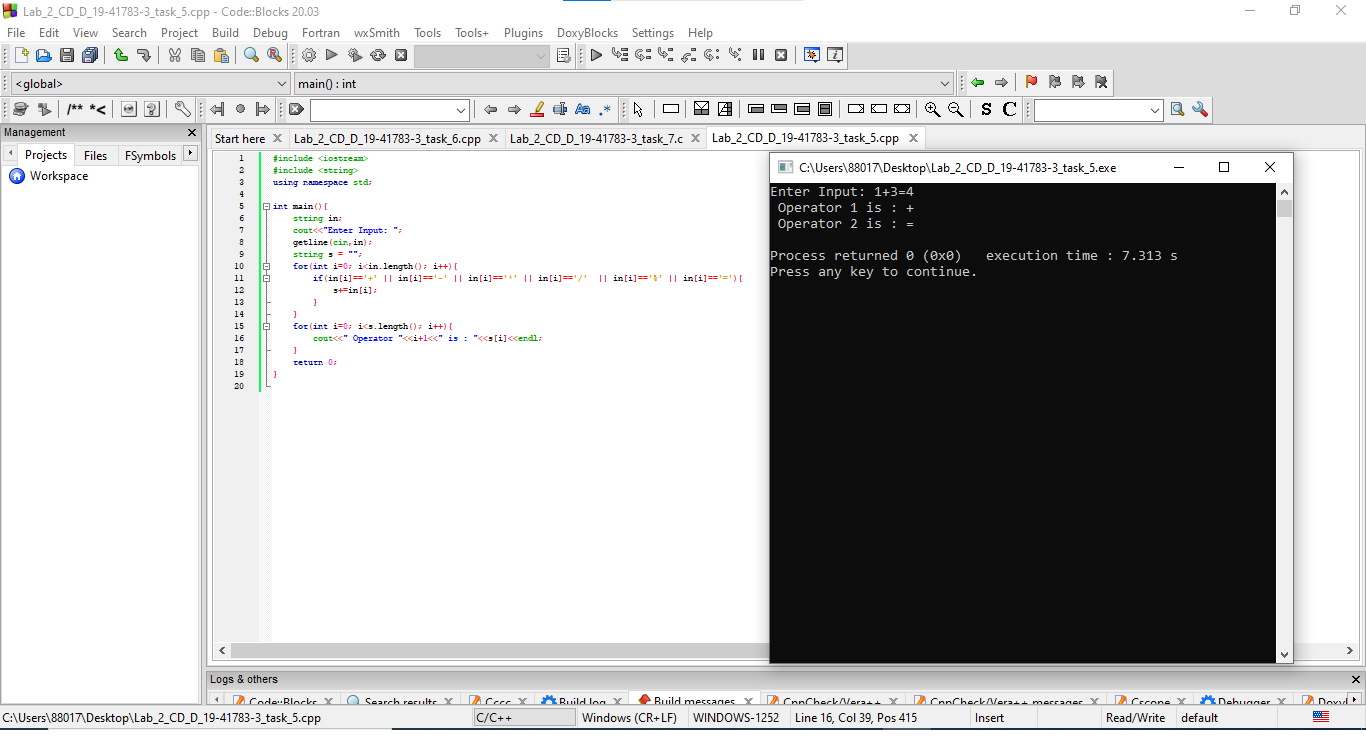 Lab_2_CD_D_19-41783-3_task_5.cpp - Code::Blocks 20.03
File Edit View Search Project Build Debug Fortran wxSmith Tools Tools+ Plugins DoxyBlocks Settings Help
<global> main() : int
/** *< Aa .* S C
Management
Projects Files FSymbols
Workspace
Start here Lab_2_CD_D_19-41783-3_task_6.cpp Lab_2_CD_D_19-41783-3_task_7.c Lab_2_CD_D_19-41783-3_task_5.cpp
1 #include <iostream>
2 #include <string>
3 using namespace std;
4
5 int main(){
6 string in;
7 cout<<"Enter Input: ";
8 getline(cin,in);
9 string s = "";
10 for(int i=0; i<in.length(); i++){
11 if(in[i]=='+' || in[i]=='-' || in[i]=='*' || in[i]=='/'  || in[i]=='%' || in[i]=='='){
12 s+=in[i];
13 }
14 }
15 for(int i=0; i<s.length(); i++){
16 cout<<" Operator "<<i+1<<" is : "<<s[i]<<endl;
17 }
18 return 0;
19 }
20
C:\Users\88017\Desktop\Lab_2_CD_D_19-41783-3_task_5.exe
Enter Input: 1+3=4
Operator 1 is : +
Operator 2 is : =
Process returned 0 (0x0)   execution time : 7.313 s
Press any key to continue.
Logs & others
Code::Blocks Search results Cccc Build log Build messages CppCheck/Vera++ CppCheck/Vera++ messages Cscope Debugger DoxyBl
C:\Users\88017\Desktop\Lab_2_CD_D_19-41783-3_task_5.cpp C/C++ Windows (CR+LF) WINDOWS-1252 Line 16, Col 39, Pos 415 Insert Read/Write default